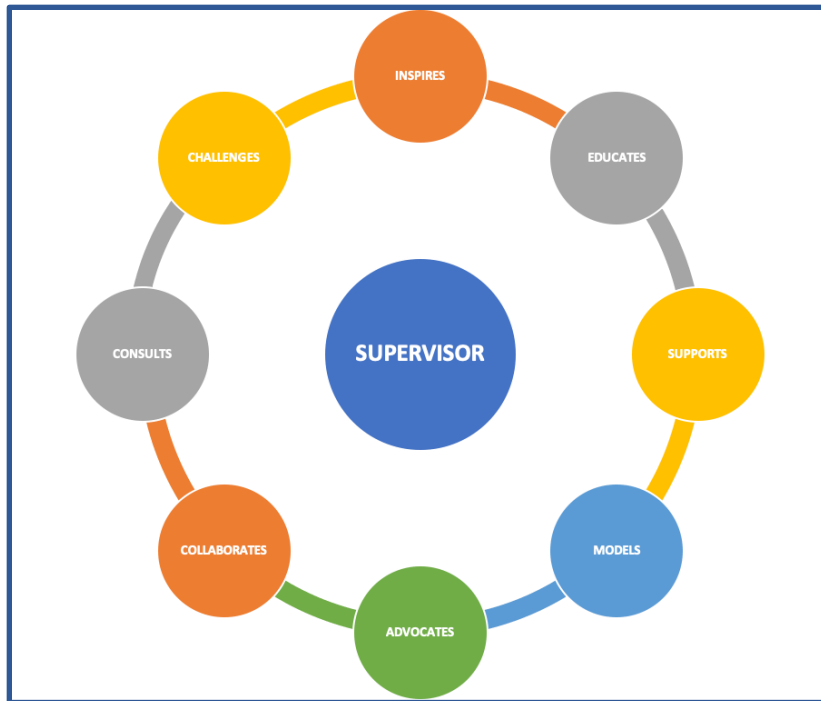 INSPIRES
EDUCATES
SUPPORTS
MODELS
ADVOCATES
COLLABORATES
CONSULTS
CHALLENGES
SUPERVISOR